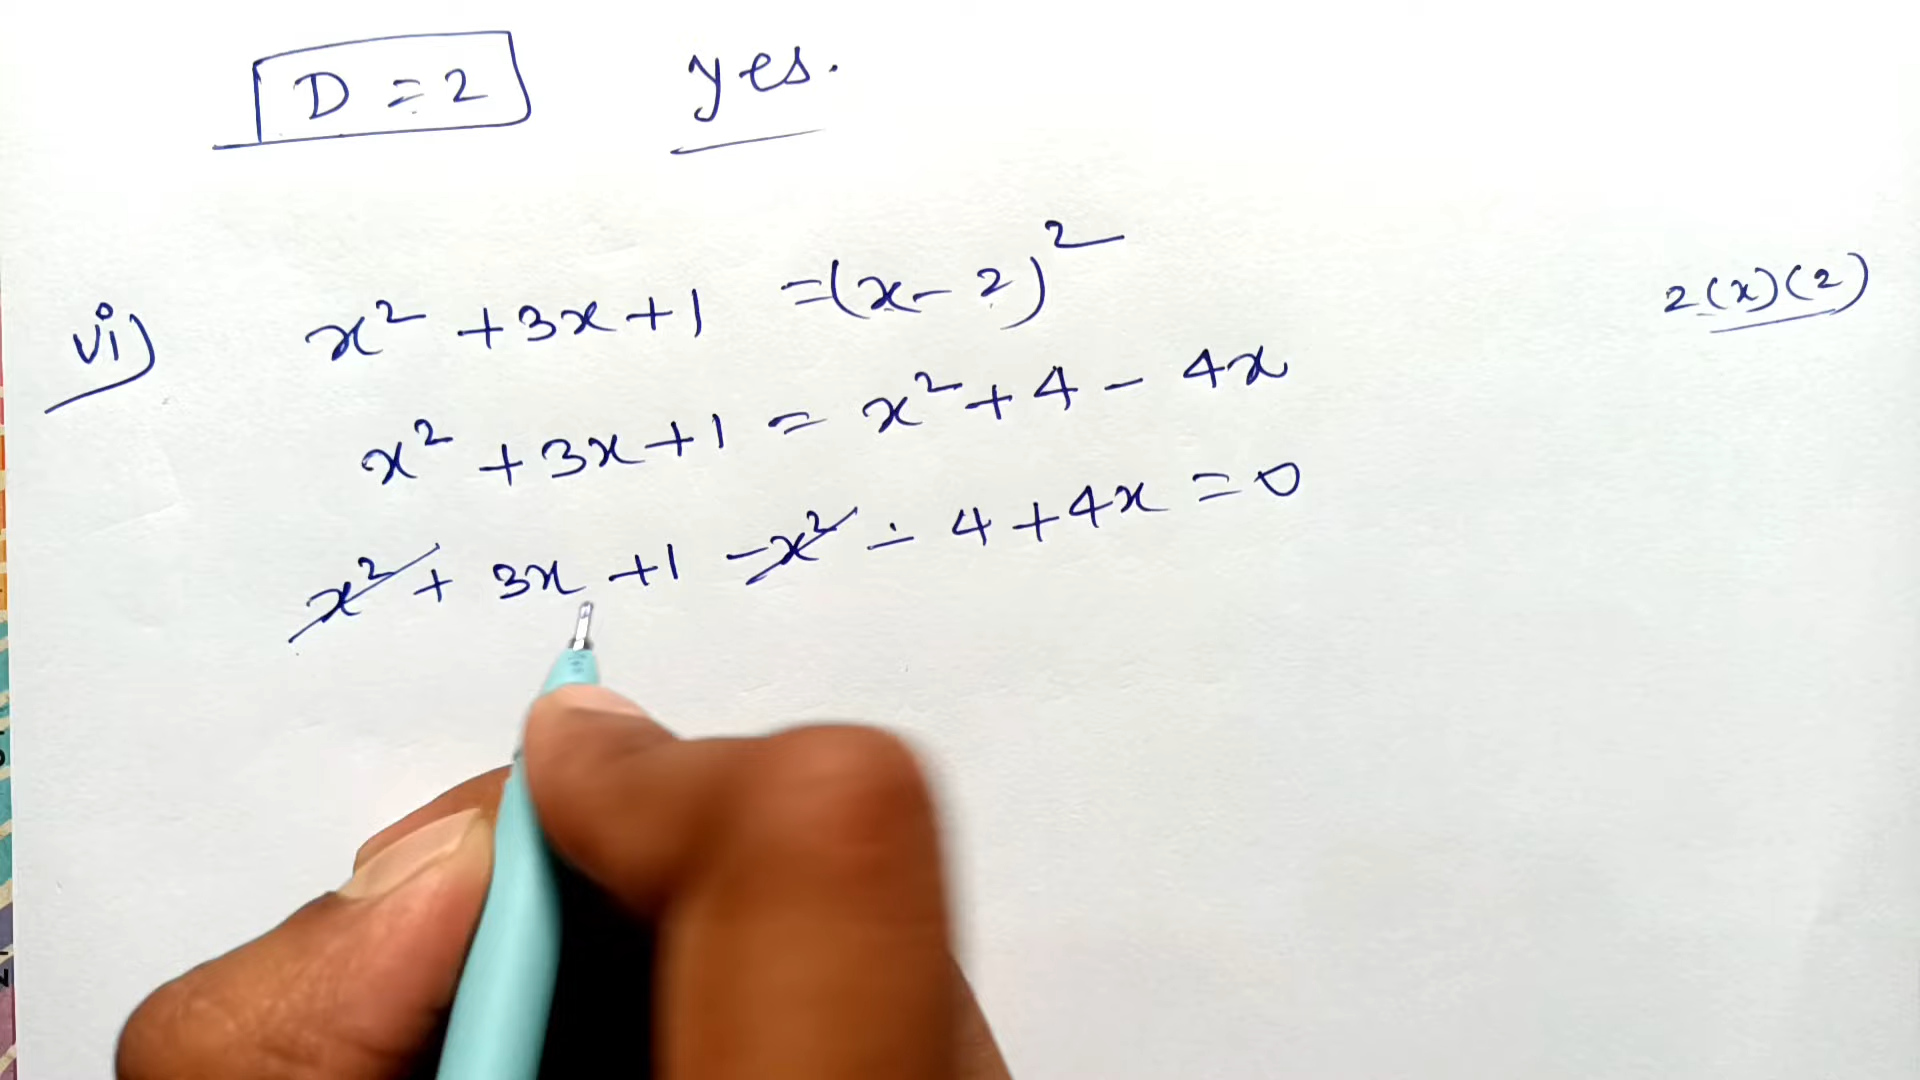 D = 2 yes.
vi) x² + 3x + 1 = (x - 2)² 2(x)(2)
x² + 3x + 1 = x² + 4 - 4x
x² + 3x + 1 - x² - 4 + 4x = 0